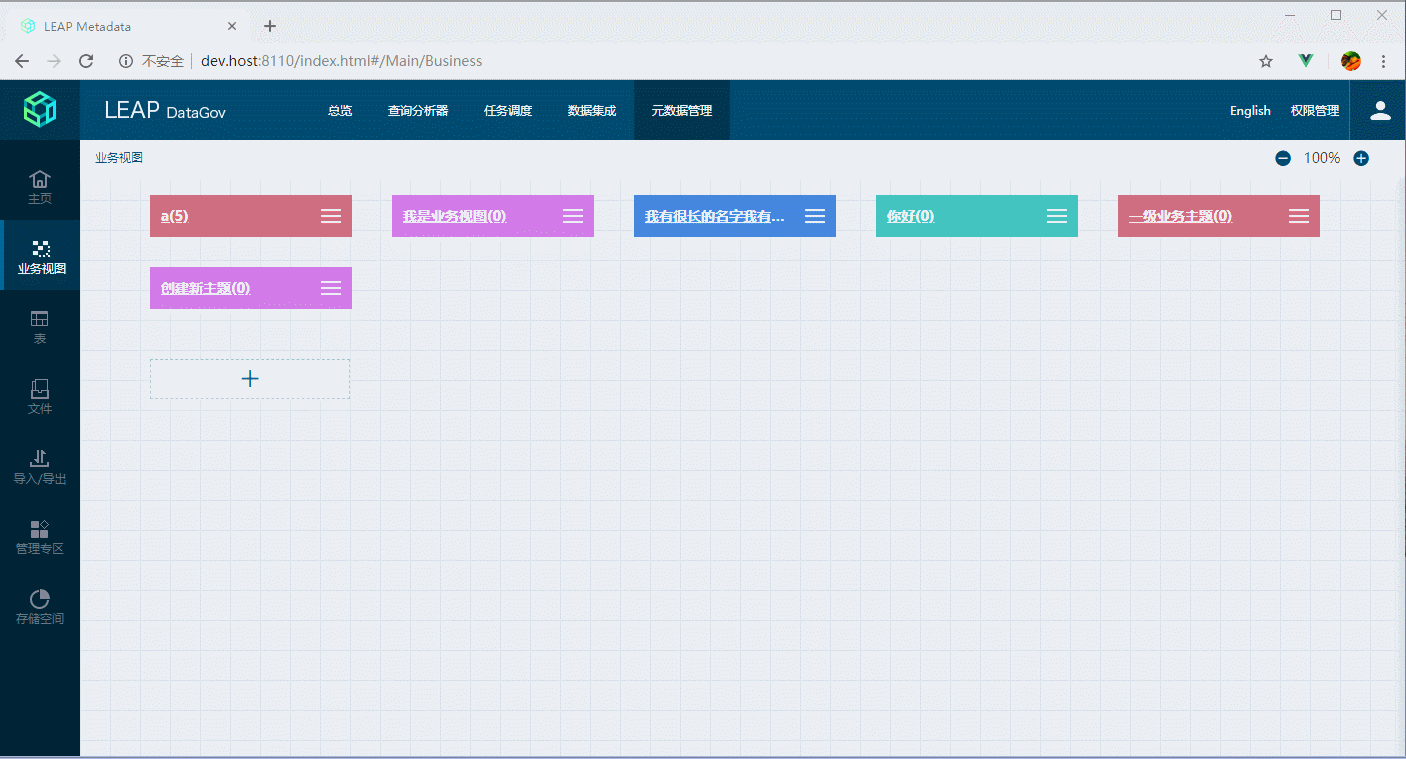 LEAP Metadata
不安全 dev.host:8110/index.html#/Main/Business
LEAP DataGov 总览 查询分析器 任务调度 数据集成 元数据管理 English 权限管理
业务视图 100%
主页
业务视图
表
文件
导入/导出
管理专区
存储空间
a(5) 我是业务视图(0) 我有很长的名字我有... 你好(0) 一级业务主题(0)
创建新主题(0)